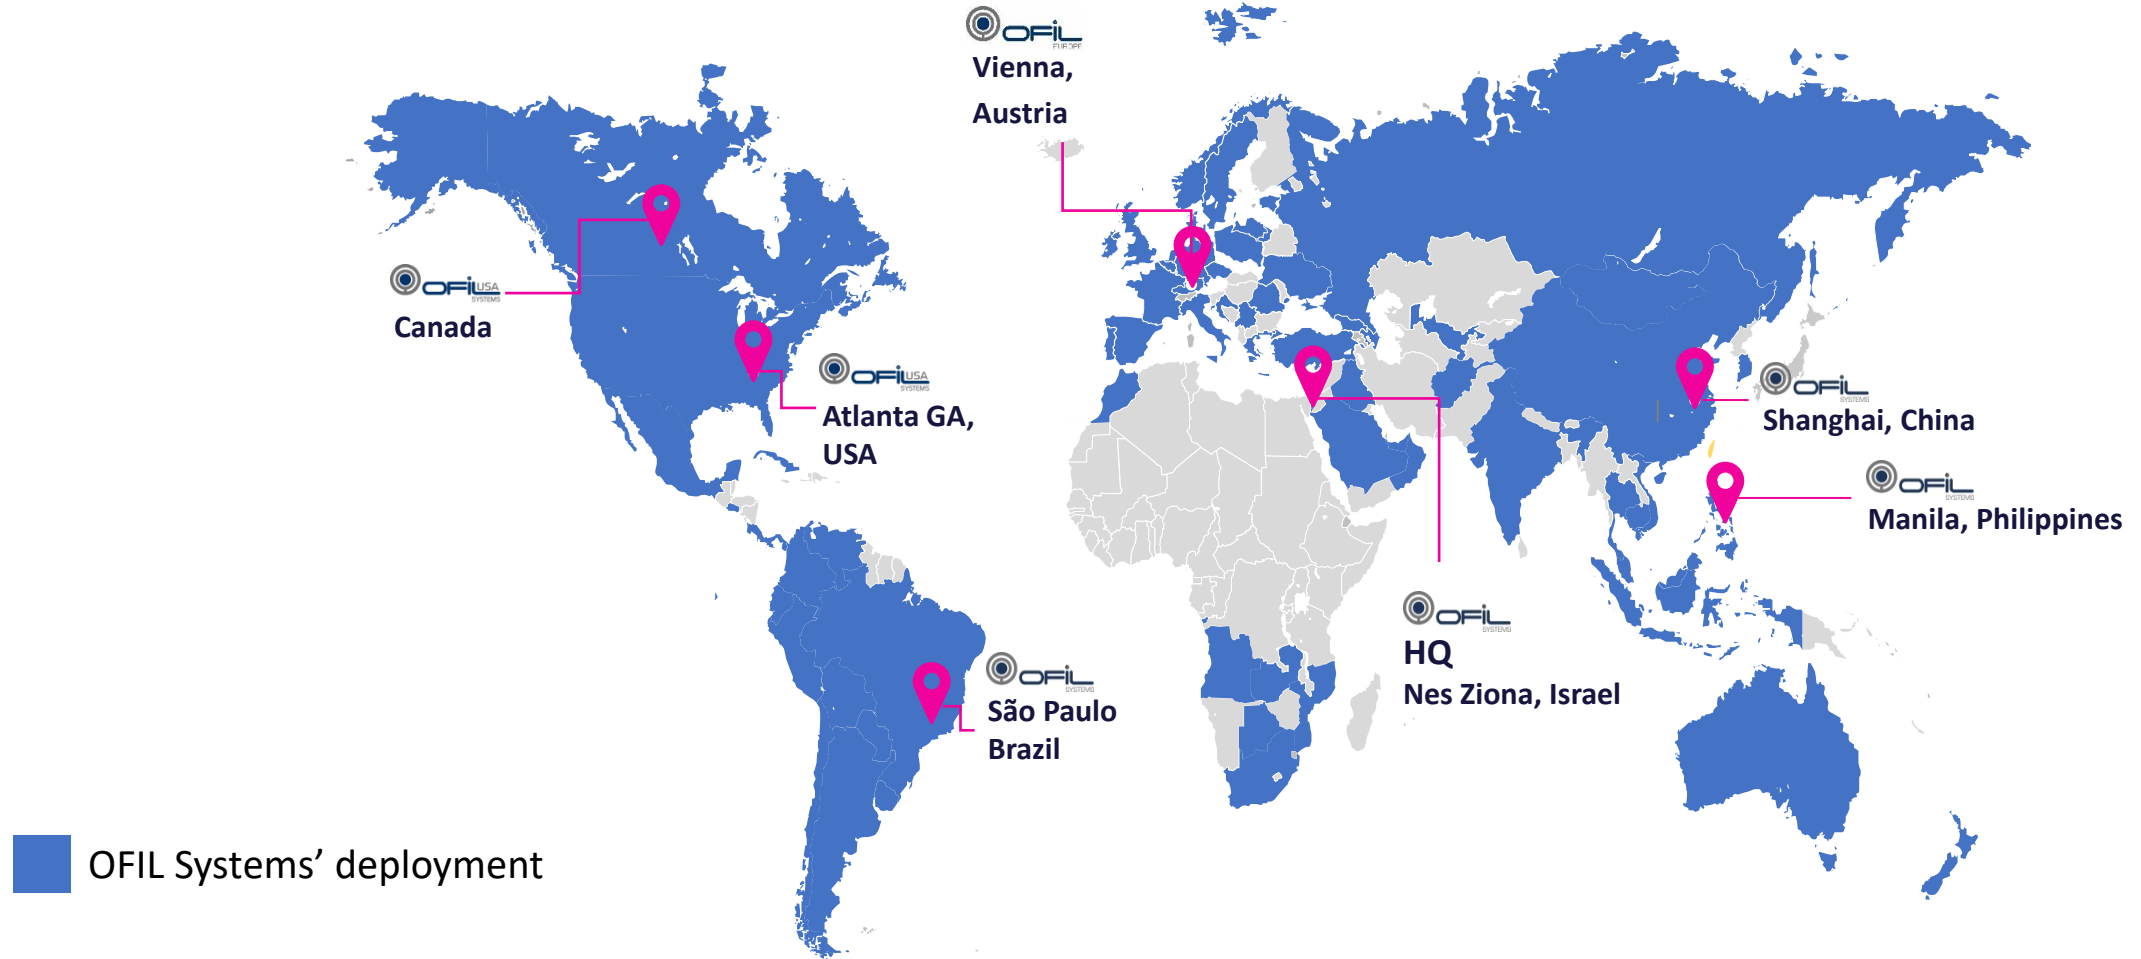 OFIL
EUROPE
Vienna,
Austria
OFIL USA
SYSTEMS
Canada
OFIL USA
SYSTEMS
Atlanta GA,
USA
OFIL
SYSTEMS
Shanghai, China
OFIL
SYSTEMS
Manila, Philippines
OFIL
SYSTEMS
HQ
Nes Ziona, Israel
OFIL
SYSTEMS
São Paulo
Brazil
OFIL Systems’ deployment